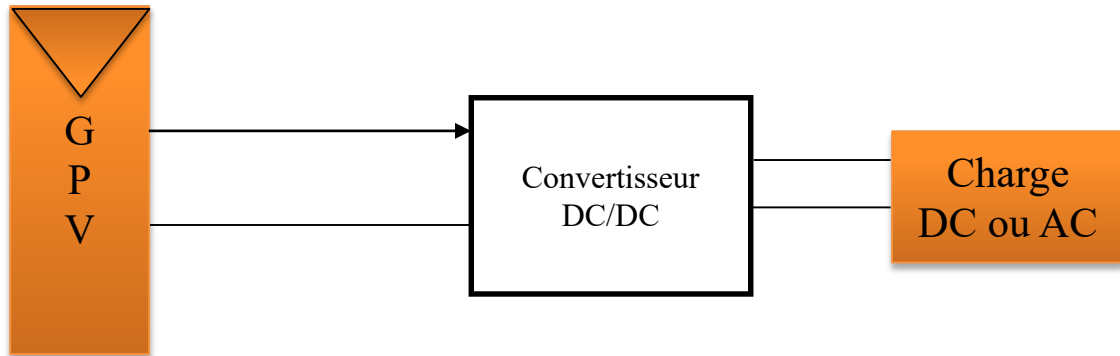 G
P
V
Convertisseur
DC/DC
Charge
DC ou AC